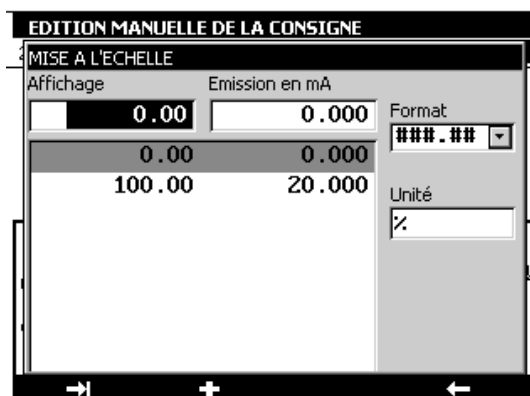 EDITION MANUELLE DE LA CONSIGNE
MISE A L'ECHELLE
Affichage Emission en mA
0.00 0.000 Format
###.##
0.00 0.000
100.00 20.000 Unité
%